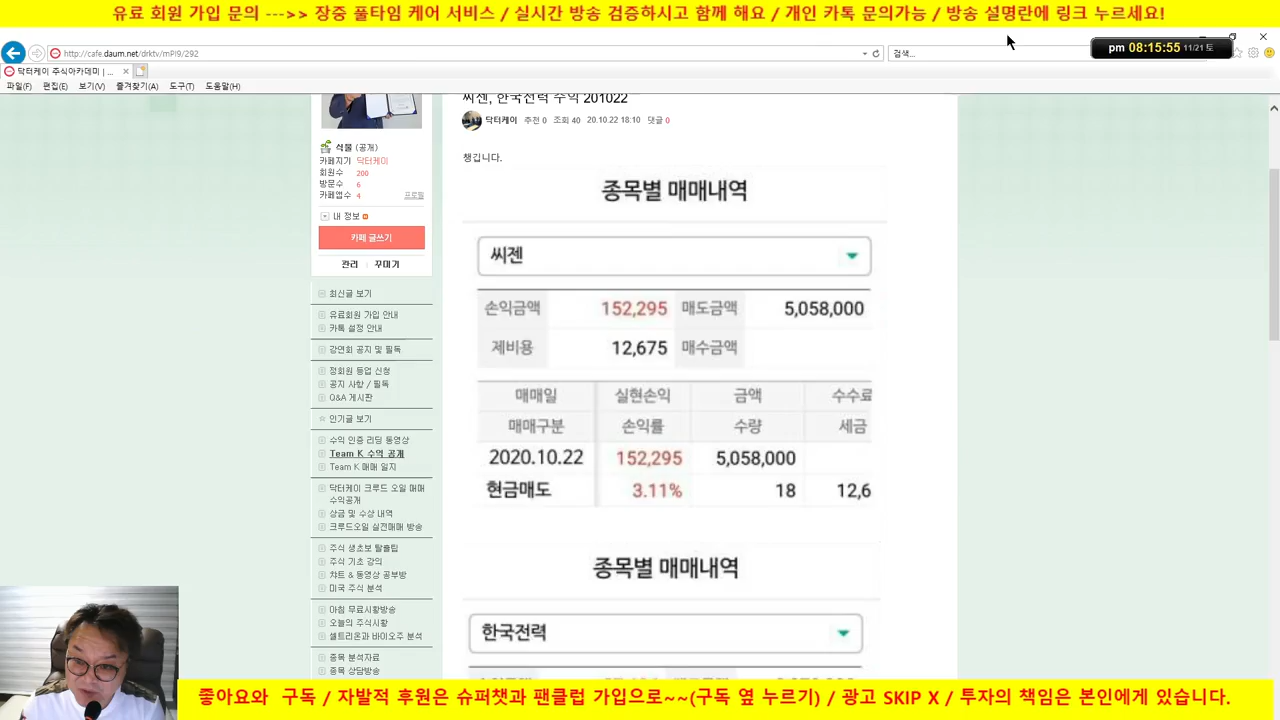 유료 회원 가입 문의 --->> 장중 풀타임 케어 서비스 / 실시간 방송 검증하시고 함께 해요 / 개인 카톡 문의가능 / 방송 설명란에 링크 누르세요!
http://cafe.daum.net/drktv/mPI9/292
검색...
pm 08:15:55 11/21 토
닥터케이 주식아카데미 | ...
파일(F) 편집(E) 보기(V) 즐겨찾기(A) 도구(T) 도움말(H)
씨젠, 한국전력 수익 201022
닥터케이 추천 0 조회 40 20.10.22 18:10 댓글 0
챙깁니다.
석물 (공개)
카페지기 닥터케이
회원수 200
방문수 6
카페앱수 4
프로필
내 정보
카페 글쓰기
관리 꾸미기
최신글 보기
유료회원 가입 안내
카톡 설정 안내
강연회 공지 및 필독
정회원 등업 신청
공지 사항 / 필독
Q&A 게시판
인기글 보기
수익 인증 리딩 동영상
Team K 수익 공개
Team K 매매 일지
닥터케이 크루드 오일 매매
수익공개
상금 및 수상 내역
크루드오일 실전매매 방송
주식 생초보 탈출팁
주식 기초 강의
챠트 & 동영상 공부방
미국 주식 분석
아침 무료시황방송
오늘의 주식시황
셀트리온과 바이오주 분석
종목 분석자료
종목 상담방송
종목별 매매내역
씨젠
손익금액 152,295 매도금액 5,058,000
제비용 12,675 매수금액
매매일 실현손익 금액 수수료
매매구분 손익률 수량 세금
2020.10.22 152,295 5,058,000
현금매도 3.11% 18 12,6
종목별 매매내역
한국전력
좋아요와 구독 / 자발적 후원은 슈퍼챗과 팬클럽 가입으로~~(구독 옆 누르기) / 광고 SKIP X / 투자의 책임은 본인에게 있습니다.